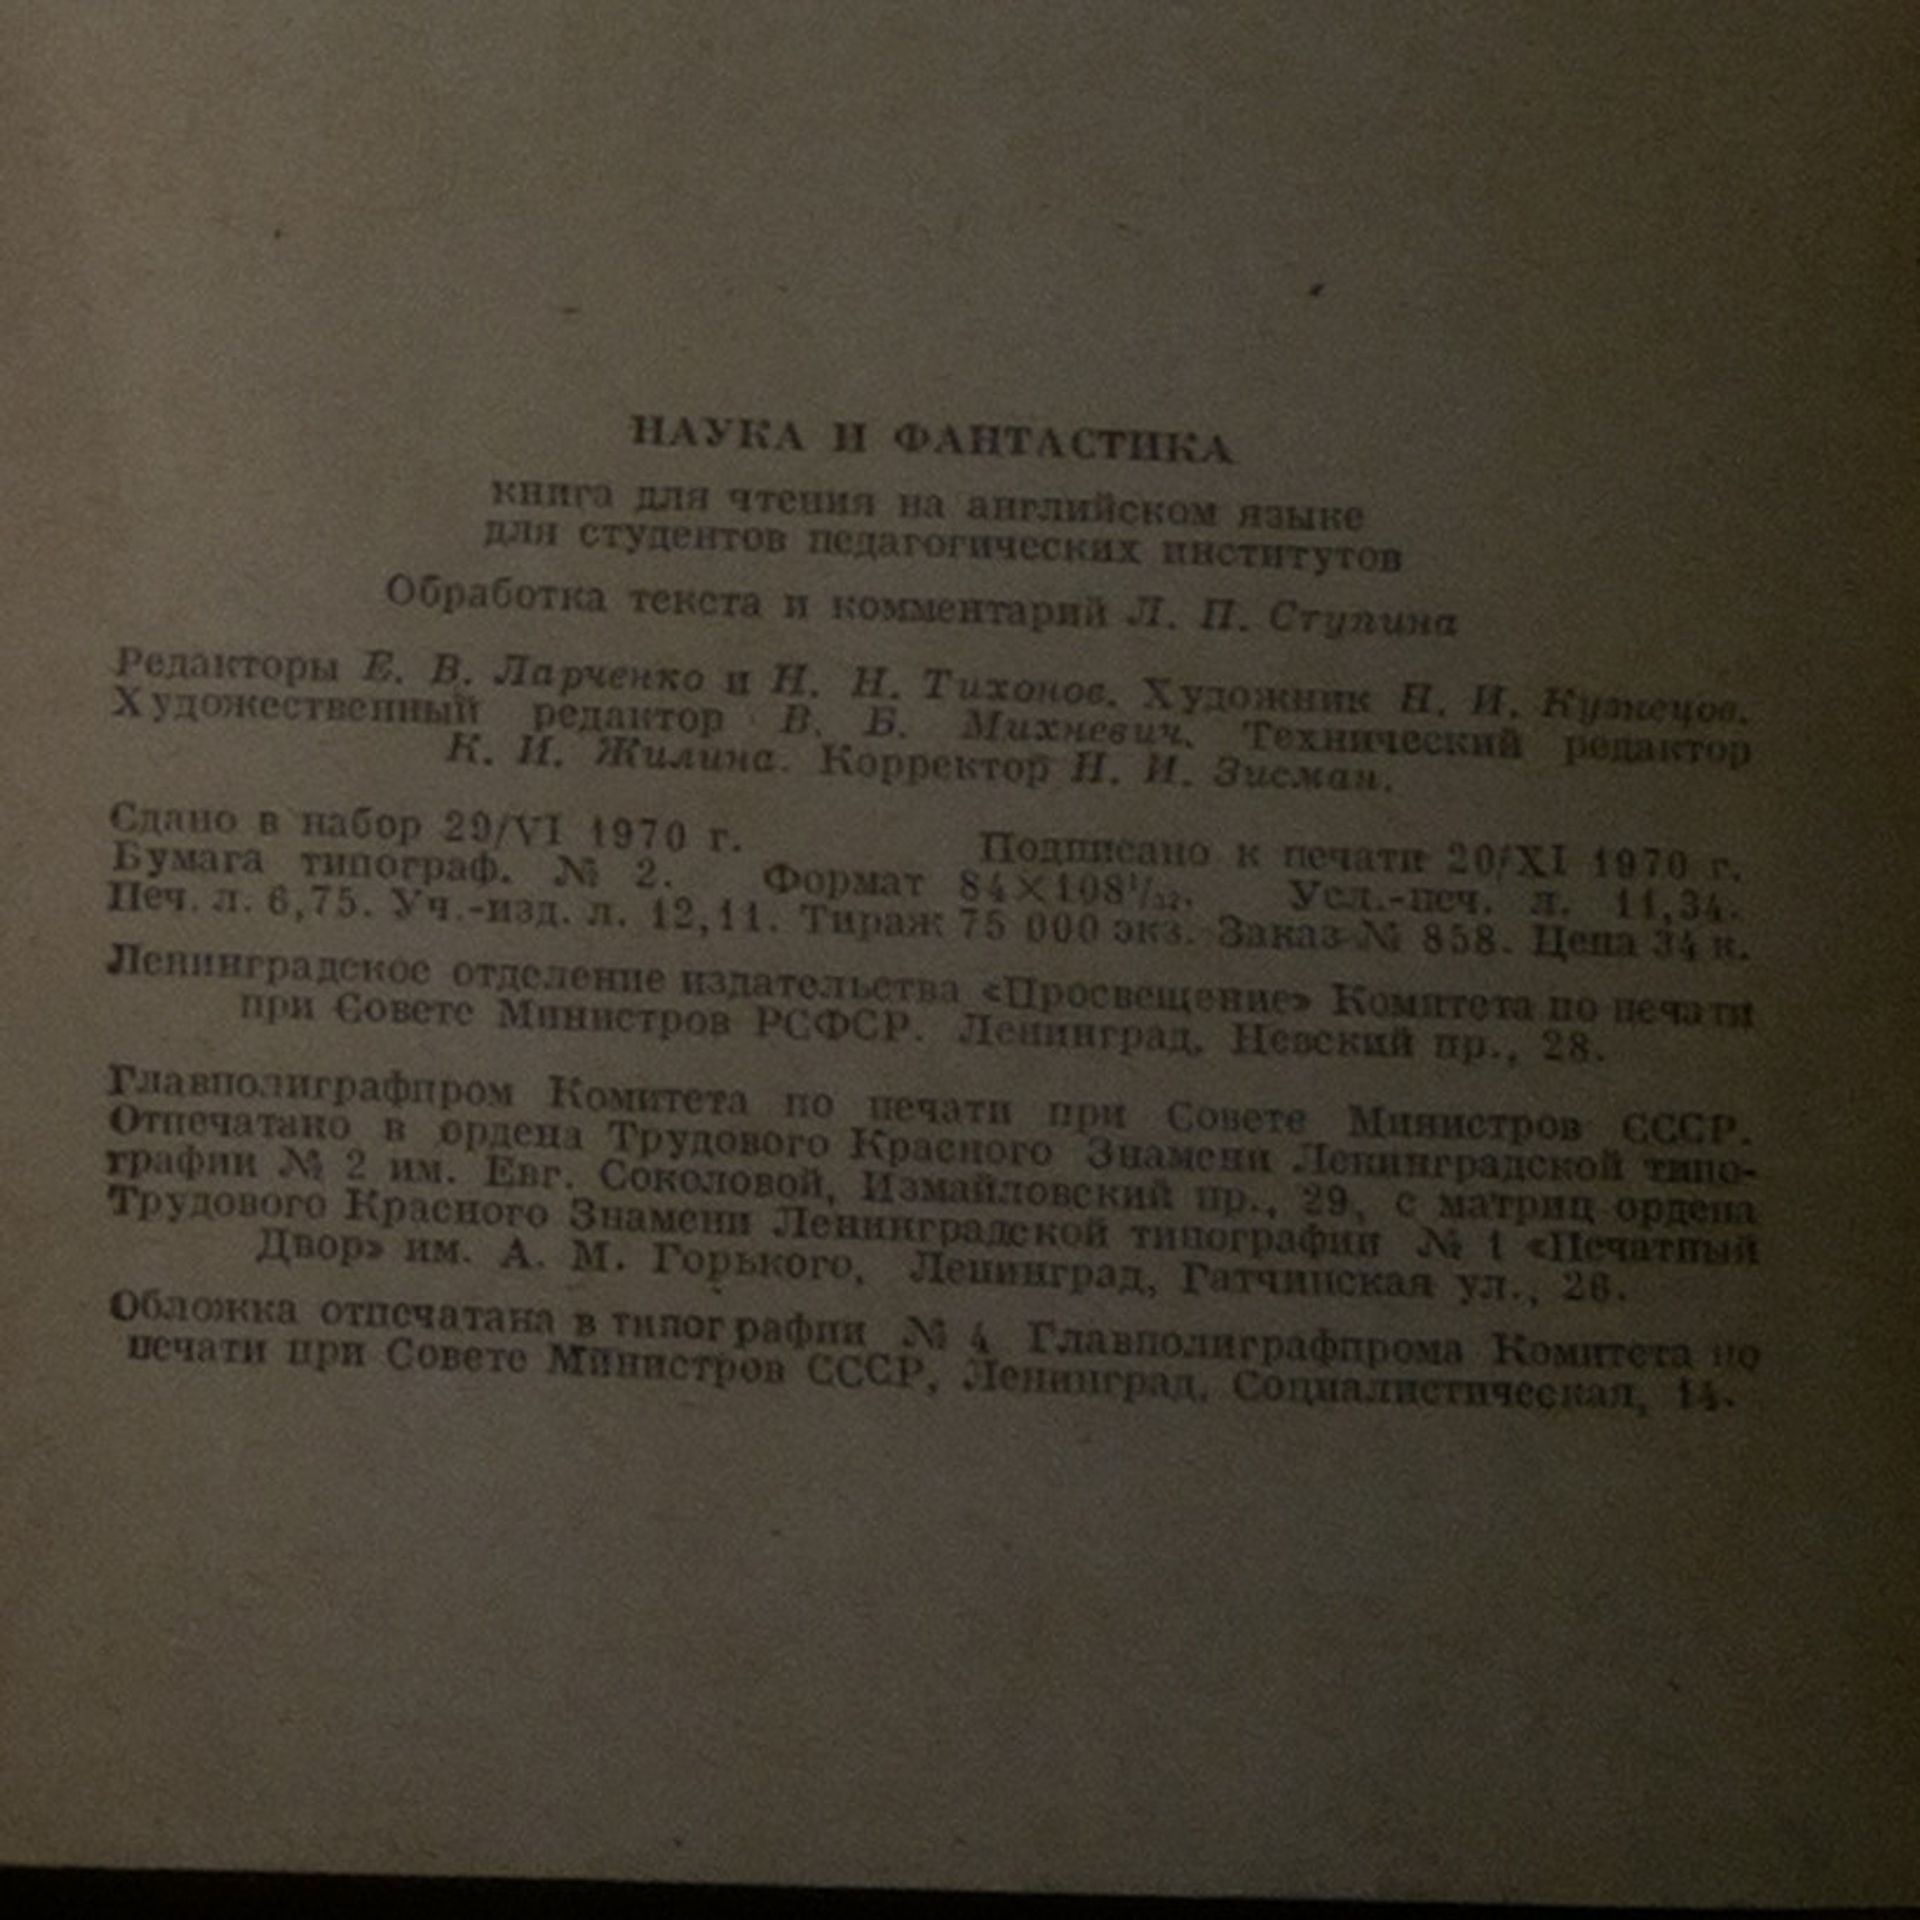 НАУКА И ФАНТАСТИКА
книга для чтения на английском языке
для студентов педагогических институтов
Обработка текста и комментарий Л. П. Ступина
Редакторы Е. В. Ларченко и Н. Н. Тихонов. Художник Н. И. Кузнецов.
Художественный редактор В. Б. Михневич. Технический редактор
К. И. Жилина. Корректор Н. И. Зисман.
Сдано в набор 29/VI 1970 г. Подписано к печати 20/XI 1970 г.
Бумага типограф. № 2. Формат 84×108¹/₃₂. Усл.-печ. л. 11,34.
Печ. л. 6,75. Уч.-изд. л. 12,11. Тираж 75 000 экз. Заказ № 858. Цена 34 к.
Ленинградское отделение издательства «Просвещение» Комитета по печати
при Совете Министров РСФСР. Ленинград, Невский пр., 28.
Главполиграфпром Комитета по печати при Совете Министров СССР.
Отпечатано в ордена Трудового Красного Знамени Ленинградской типо-
графии № 2 им. Евг. Соколовой, Измайловский пр., 29, с матриц ордена
Трудового Красного Знамени Ленинградской типографии № 1 «Печатный
Двор» им. А. М. Горького, Ленинград, Гатчинская ул., 26.
Обложка отпечатана в типографии № 4 Главполиграфпрома Комитета по
печати при Совете Министров СССР, Ленинград, Социалистическая, 14.